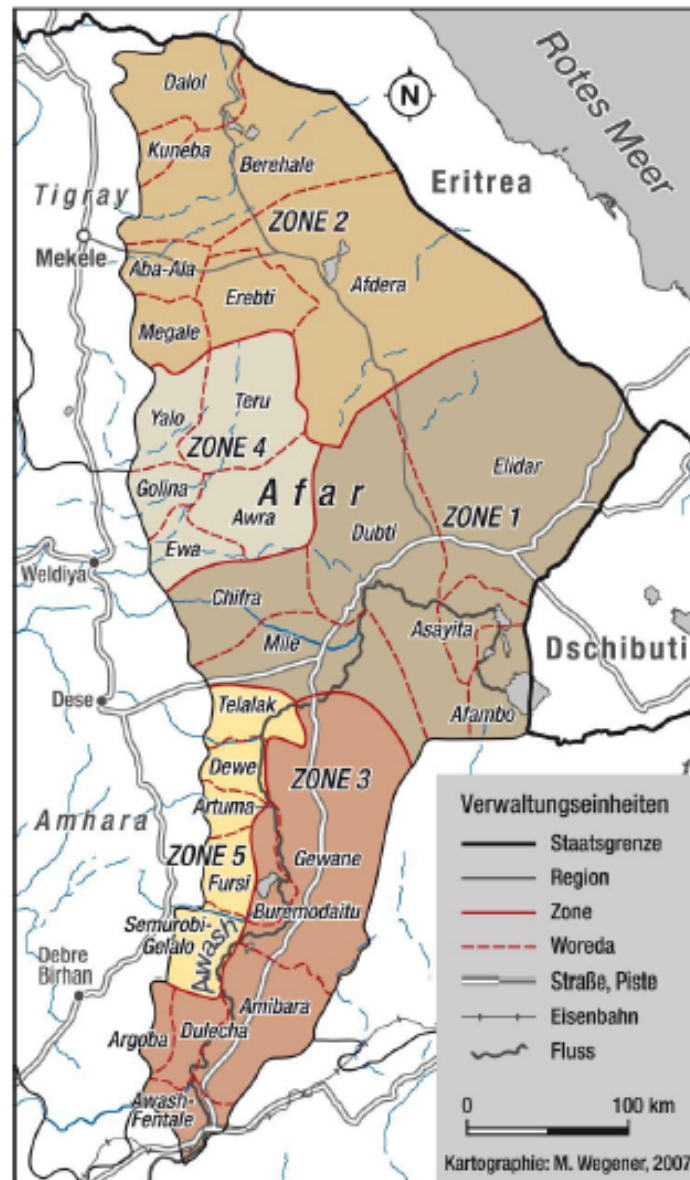 Rotes Meer
Dalol
N
Kuneba
Berehale
Eritrea
Tigray
ZONE 2
Mekele
Aba-Ala
Afdera
Erebti
Megale
Teru
Yalo
ZONE 4
Elidar
Golina
Afar
Awra
ZONE 1
Dubti
Ewa
Weldiya
Chifra
Asayita
Mile
Dschibuti
Dese
Telalak
Afambo
Dewe
ZONE 3
Artuma
Amhara
ZONE 5
Gewane
Fursi
Buremodaitu
Semurobi-
Gelalo
Awash
Debre
Birhan
Amibara
Dulecha
Argoba
Awash-
Fentale
Verwaltungseinheiten
Staatsgrenze
Region
Zone
Woreda
Straße, Piste
Eisenbahn
Fluss
0 100 km
Kartographie: M. Wegener, 2007